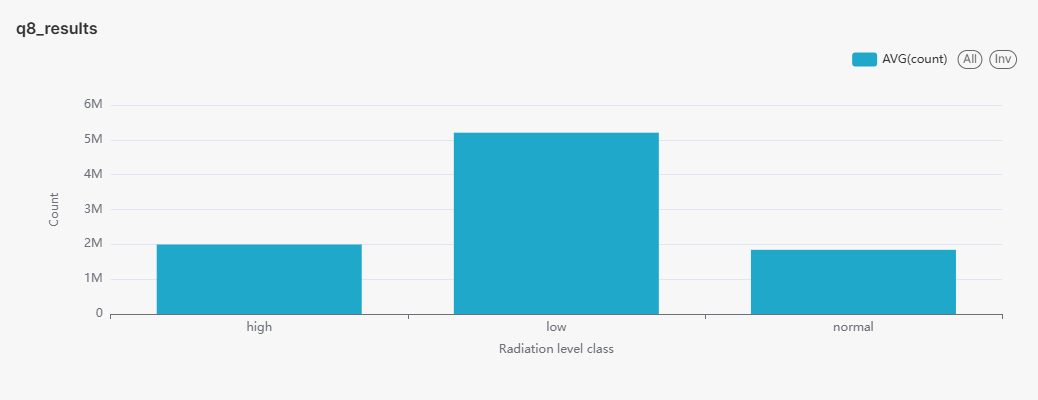 q8_results
AVG(count) All Inv
6M
5M
4M
3M
2M
1M
0
Count
high low normal
Radiation level class